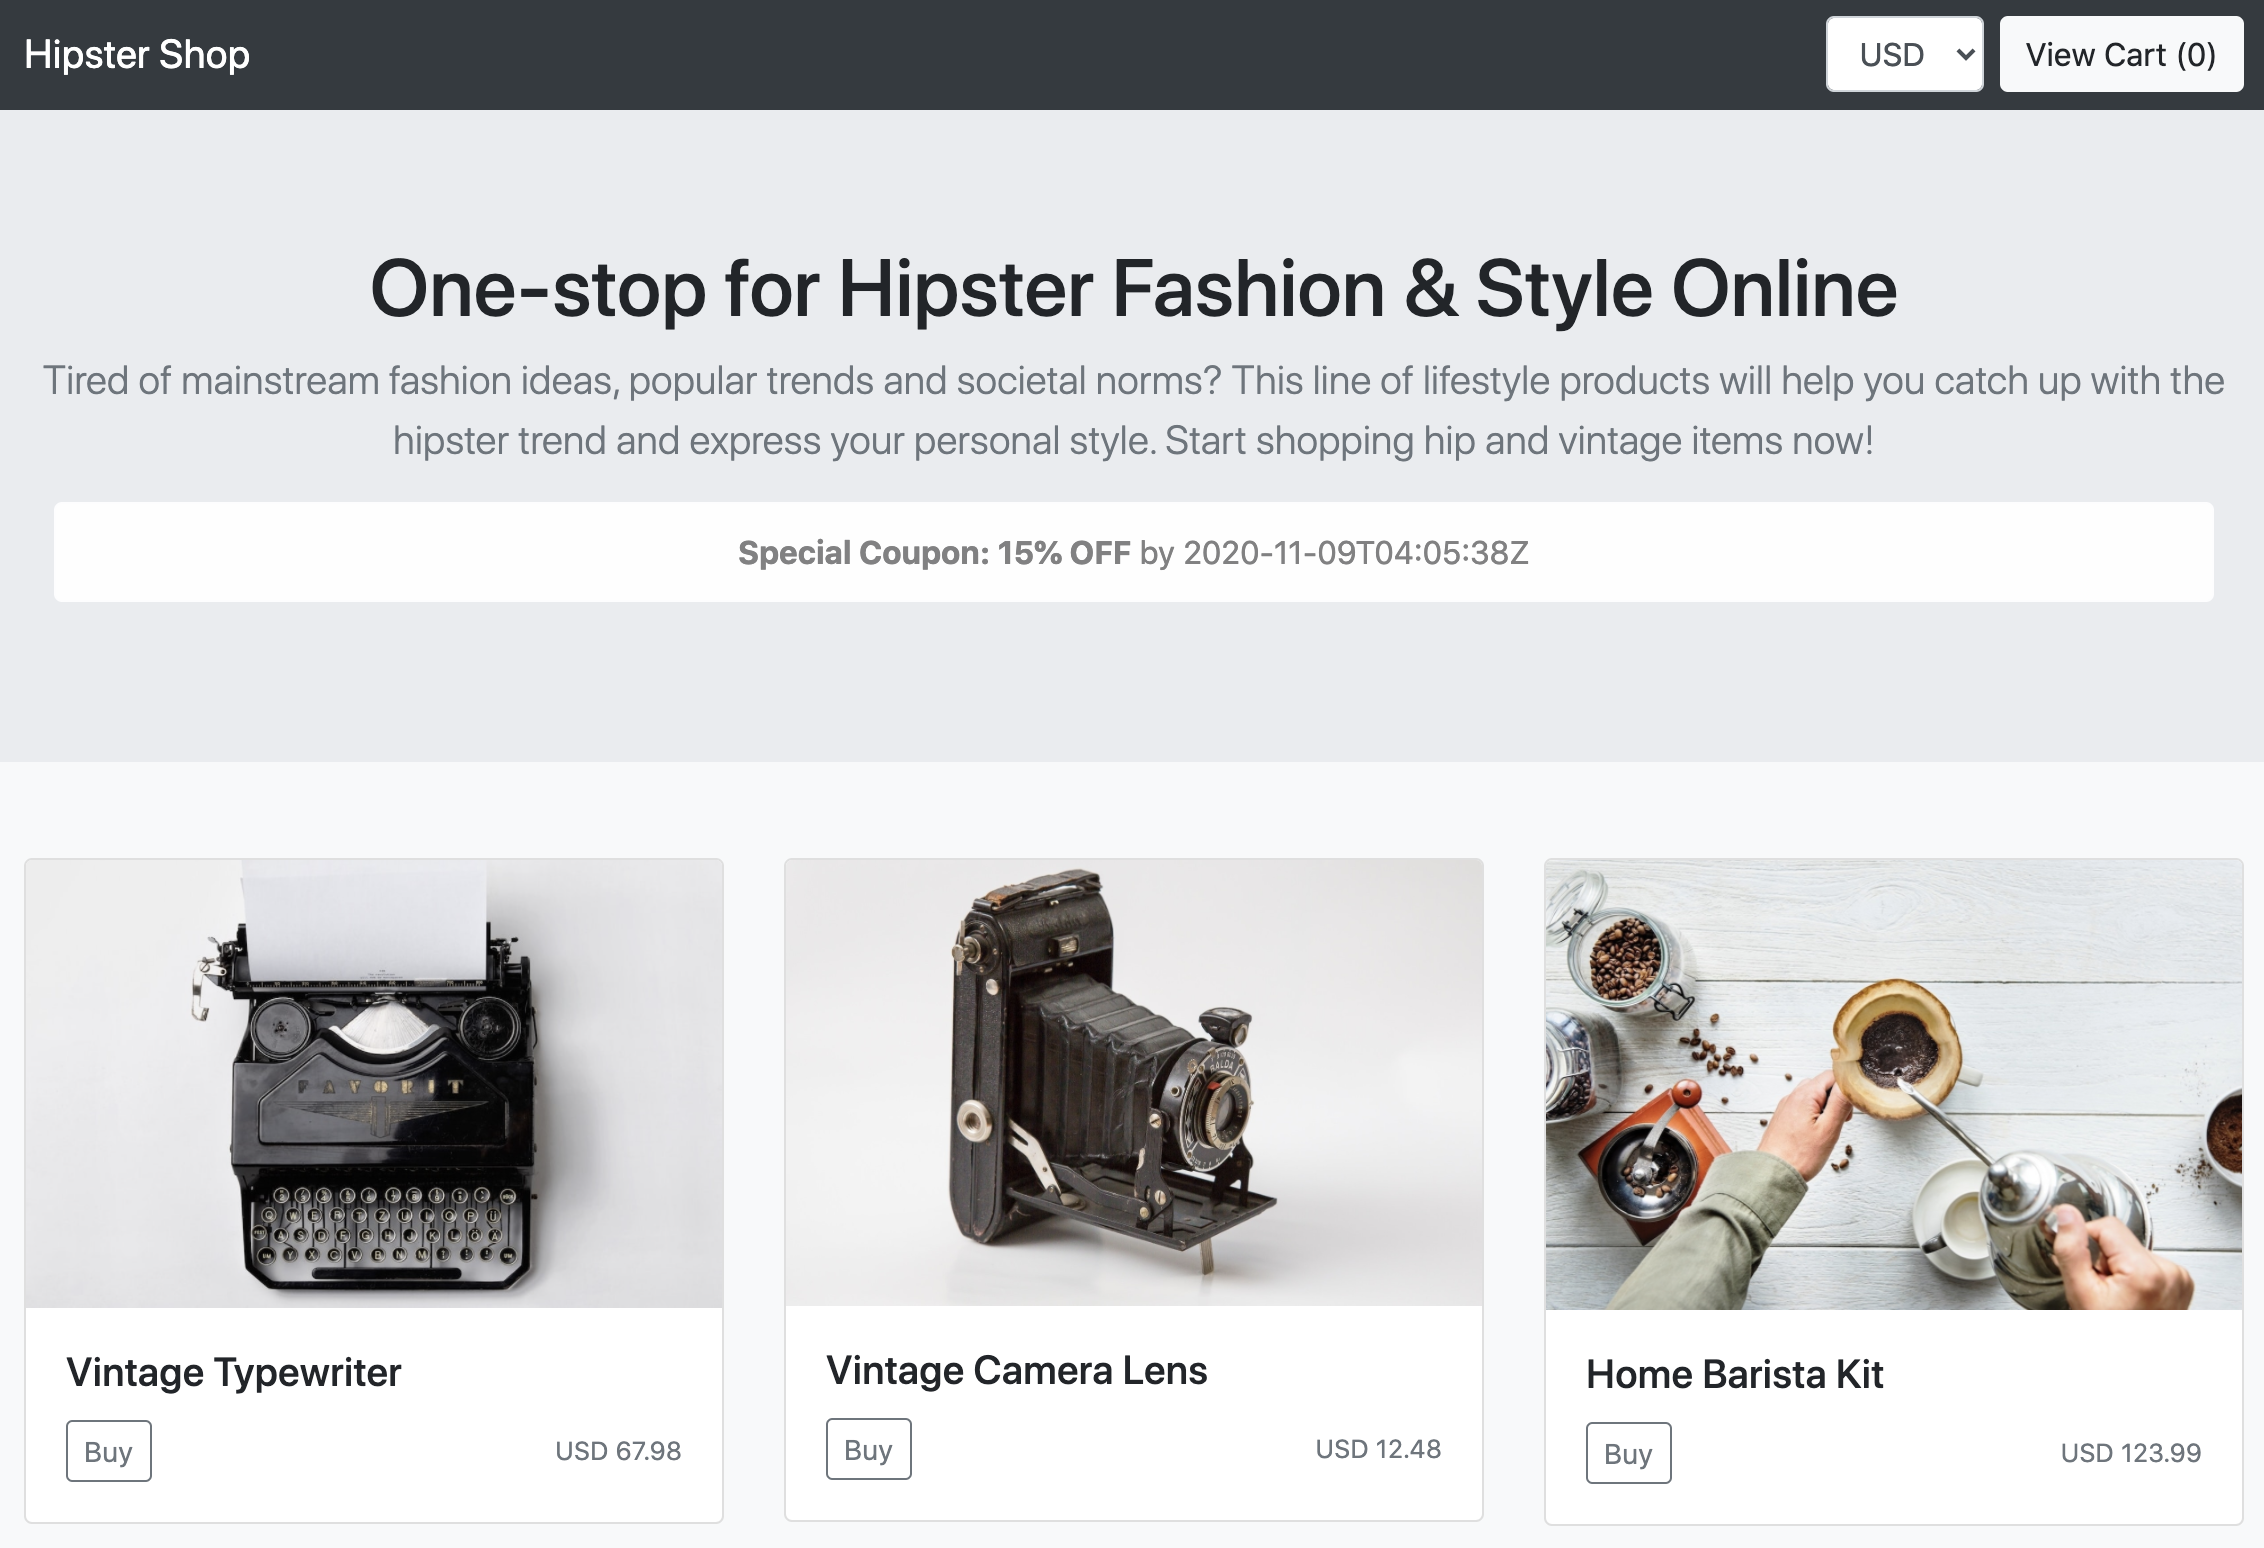 Hipster Shop
USD
View Cart (0)
One-stop for Hipster Fashion & Style Online
Tired of mainstream fashion ideas, popular trends and societal norms? This line of lifestyle products will help you catch up with the
hipster trend and express your personal style. Start shopping hip and vintage items now!
Special Coupon: 15% OFF by 2020-11-09T04:05:38Z
FAVORIT
Vintage Typewriter
Buy
USD 67.98
Vintage Camera Lens
Buy
USD 12.48
Home Barista Kit
Buy
USD 123.99